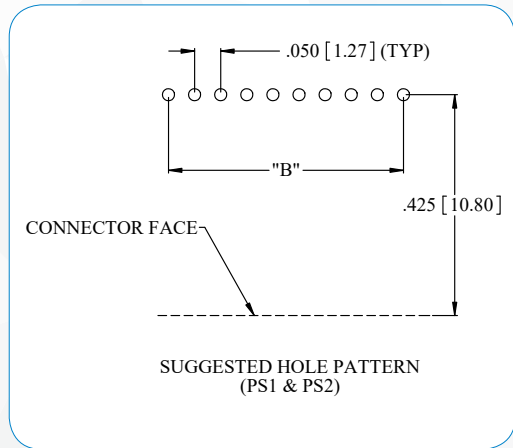 .050 [1.27] (TYP)
"B"
.425 [10.80]
CONNECTOR FACE
SUGGESTED HOLE PATTERN
(PS1 & PS2)